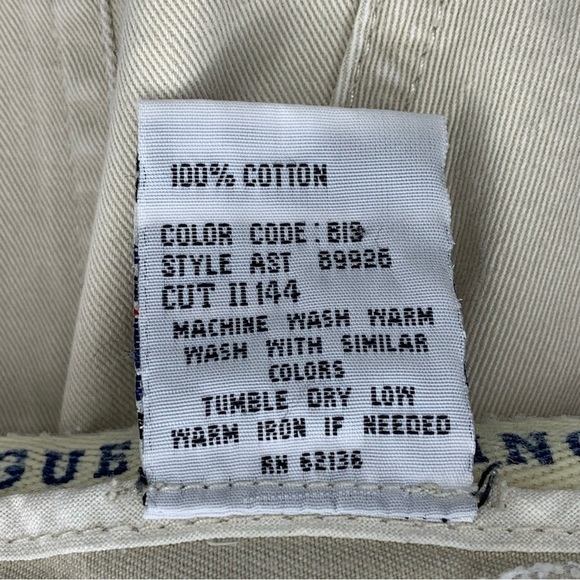 100% COTTON
COLOR CODE: 819
STYLE AST 89926
CUT II 144
MACHINE WASH WARM
WASH WITH SIMILAR
COLORS
TUMBLE DRY LOW
WARM IRON IF NEEDED
RN 62136